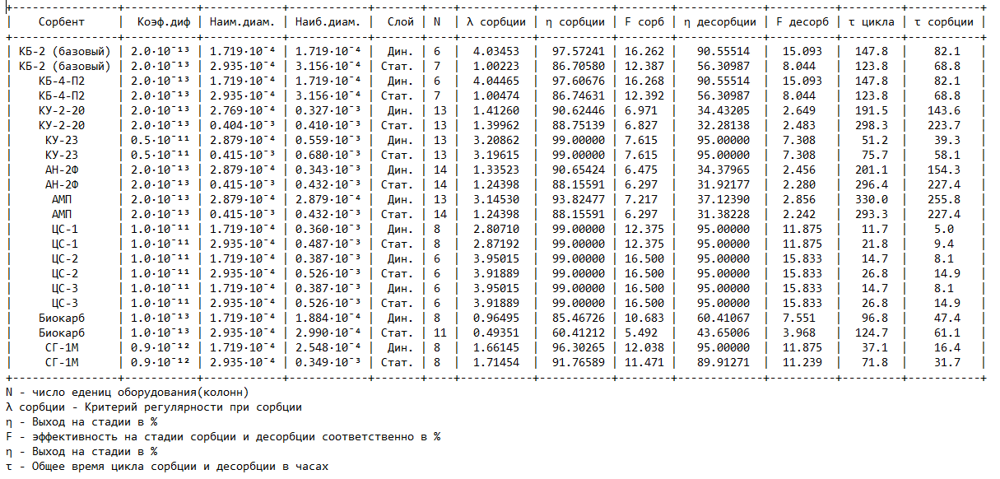 +----------------+-----------+-----------+-----------+-------+----+-----------+-----------+---------+-------------+----------+---------+-----------+
| Сорбент | Коэф.диф | Наим.диам. | Наиб.диам. | Слой | N | λ сорбции | η сорбции | F сорб | η десорбции | F десорб | τ цикла | τ сорбции |
+----------------+-----------+-----------+-----------+-------+----+-----------+-----------+---------+-------------+----------+---------+-----------+
| КБ-2 (базовый) | 2.0·10⁻¹³ | 1.719·10⁻⁴ | 1.719·10⁻⁴ | Дин. | 6 | 4.03453 | 97.57241 | 16.262 | 90.55514 | 15.093 | 147.8 | 82.1 |
| КБ-2 (базовый) | 2.0·10⁻¹³ | 2.935·10⁻⁴ | 3.156·10⁻⁴ | Стат. | 7 | 1.00223 | 86.70580 | 12.387 | 56.30987 | 8.044 | 123.8 | 68.8 |
| КБ-4-П2 | 2.0·10⁻¹³ | 1.719·10⁻⁴ | 1.719·10⁻⁴ | Дин. | 6 | 4.04465 | 97.60676 | 16.268 | 90.55514 | 15.093 | 147.8 | 82.1 |
| КБ-4-П2 | 2.0·10⁻¹³ | 2.935·10⁻⁴ | 3.156·10⁻⁴ | Стат. | 7 | 1.00474 | 86.74631 | 12.392 | 56.30987 | 8.044 | 123.8 | 68.8 |
| КУ-2-20 | 2.0·10⁻¹³ | 2.769·10⁻⁴ | 0.327·10⁻³ | Дин. | 13 | 1.41260 | 90.62446 | 6.971 | 34.43205 | 2.649 | 191.5 | 143.6 |
| КУ-2-20 | 2.0·10⁻¹³ | 0.404·10⁻³ | 0.410·10⁻³ | Стат. | 13 | 1.39962 | 88.75139 | 6.827 | 32.28138 | 2.483 | 298.3 | 223.7 |
| КУ-23 | 0.5·10⁻¹¹ | 2.879·10⁻⁴ | 0.559·10⁻³ | Дин. | 13 | 3.20862 | 99.00000 | 7.615 | 95.00000 | 7.308 | 51.2 | 39.3 |
| КУ-23 | 0.5·10⁻¹¹ | 0.415·10⁻³ | 0.680·10⁻³ | Стат. | 13 | 3.19615 | 99.00000 | 7.615 | 95.00000 | 7.308 | 75.7 | 58.1 |
| АН-2Ф | 2.0·10⁻¹³ | 2.879·10⁻⁴ | 0.343·10⁻³ | Дин. | 14 | 1.33523 | 90.65424 | 6.475 | 34.37965 | 2.456 | 201.1 | 154.3 |
| АН-2Ф | 2.0·10⁻¹³ | 0.415·10⁻³ | 0.432·10⁻³ | Стат. | 14 | 1.24398 | 88.15591 | 6.297 | 31.92177 | 2.280 | 296.4 | 227.4 |
| АМП | 2.0·10⁻¹³ | 2.879·10⁻⁴ | 2.879·10⁻⁴ | Дин. | 13 | 3.14530 | 93.82477 | 7.217 | 37.12390 | 2.856 | 330.0 | 255.8 |
| АМП | 2.0·10⁻¹³ | 0.415·10⁻³ | 0.432·10⁻³ | Стат. | 14 | 1.24398 | 88.15591 | 6.297 | 31.38228 | 2.242 | 293.3 | 227.4 |
| ЦС-1 | 1.0·10⁻¹¹ | 1.719·10⁻⁴ | 0.360·10⁻³ | Дин. | 8 | 2.80710 | 99.00000 | 12.375 | 95.00000 | 11.875 | 11.7 | 5.0 |
| ЦС-1 | 1.0·10⁻¹¹ | 2.935·10⁻⁴ | 0.487·10⁻³ | Стат. | 8 | 2.87192 | 99.00000 | 12.375 | 95.00000 | 11.875 | 21.8 | 9.4 |
| ЦС-2 | 1.0·10⁻¹¹ | 1.719·10⁻⁴ | 0.387·10⁻³ | Дин. | 6 | 3.95015 | 99.00000 | 16.500 | 95.00000 | 15.833 | 14.7 | 8.1 |
| ЦС-2 | 1.0·10⁻¹¹ | 2.935·10⁻⁴ | 0.526·10⁻³ | Стат. | 6 | 3.91889 | 99.00000 | 16.500 | 95.00000 | 15.833 | 26.8 | 14.9 |
| ЦС-3 | 1.0·10⁻¹¹ | 1.719·10⁻⁴ | 0.387·10⁻³ | Дин. | 6 | 3.95015 | 99.00000 | 16.500 | 95.00000 | 15.833 | 14.7 | 8.1 |
| ЦС-3 | 1.0·10⁻¹¹ | 2.935·10⁻⁴ | 0.526·10⁻³ | Стат. | 6 | 3.91889 | 99.00000 | 16.500 | 95.00000 | 15.833 | 26.8 | 14.9 |
| Биокарб | 1.0·10⁻¹³ | 1.719·10⁻⁴ | 1.884·10⁻⁴ | Дин. | 8 | 0.96495 | 85.46726 | 10.683 | 60.41067 | 7.551 | 96.8 | 47.4 |
| Биокарб | 1.0·10⁻¹³ | 2.935·10⁻⁴ | 2.990·10⁻⁴ | Стат. | 11 | 0.49351 | 60.41212 | 5.492 | 43.65006 | 3.968 | 124.7 | 61.1 |
| СГ-1М | 0.9·10⁻¹² | 1.719·10⁻⁴ | 2.548·10⁻⁴ | Дин. | 8 | 1.66145 | 96.30265 | 12.038 | 95.00000 | 11.875 | 37.1 | 16.4 |
| СГ-1М | 0.9·10⁻¹² | 2.935·10⁻⁴ | 0.349·10⁻³ | Стат. | 8 | 1.71454 | 91.76589 | 11.471 | 89.91271 | 11.239 | 71.8 | 31.7 |
+----------------+-----------+-----------+-----------+-------+----+-----------+-----------+---------+-------------+----------+---------+-----------+
N - число едениц оборудования(колонн)
λ сорбции - Критерий регулярности при сорбции
η - Выход на стадии в %
F - эффективность на стадии сорбции и десорбции соответственно в %
η - Выход на стадии в %
τ - Общее время цикла сорбции и десорбции в часах